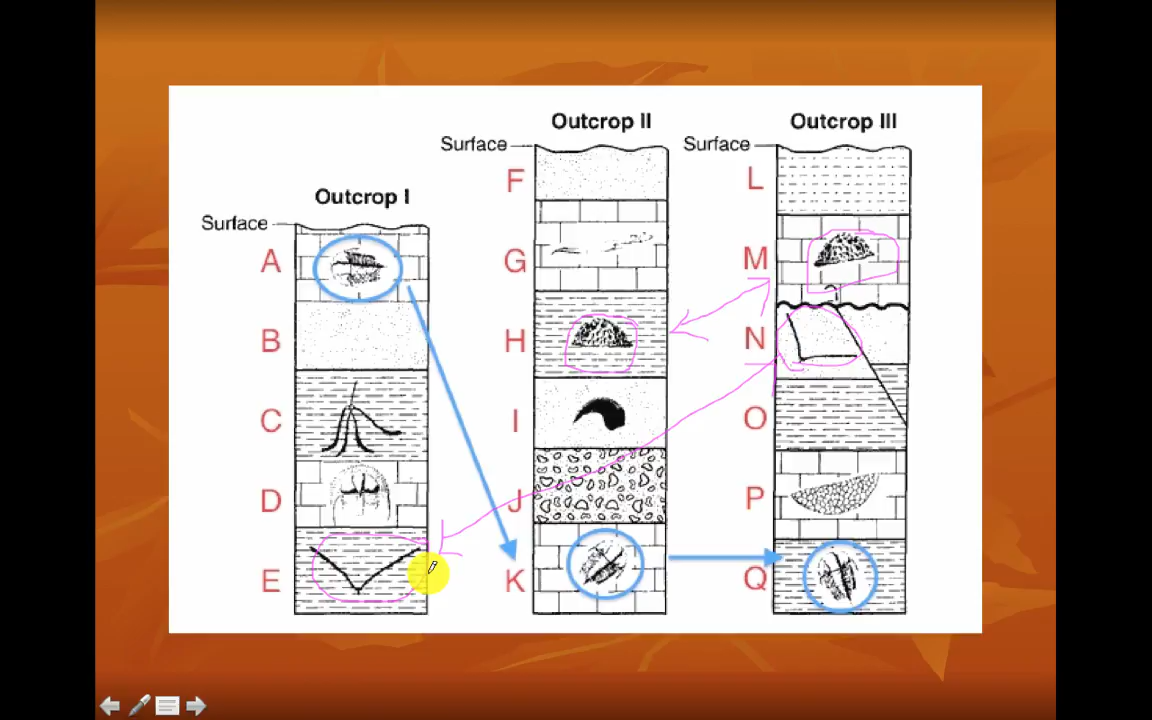 Outcrop I
Surface
A
B
C
D
E
Outcrop II
Surface
F
G
H
I
J
K
Outcrop III
Surface
L
M
N
O
P
Q